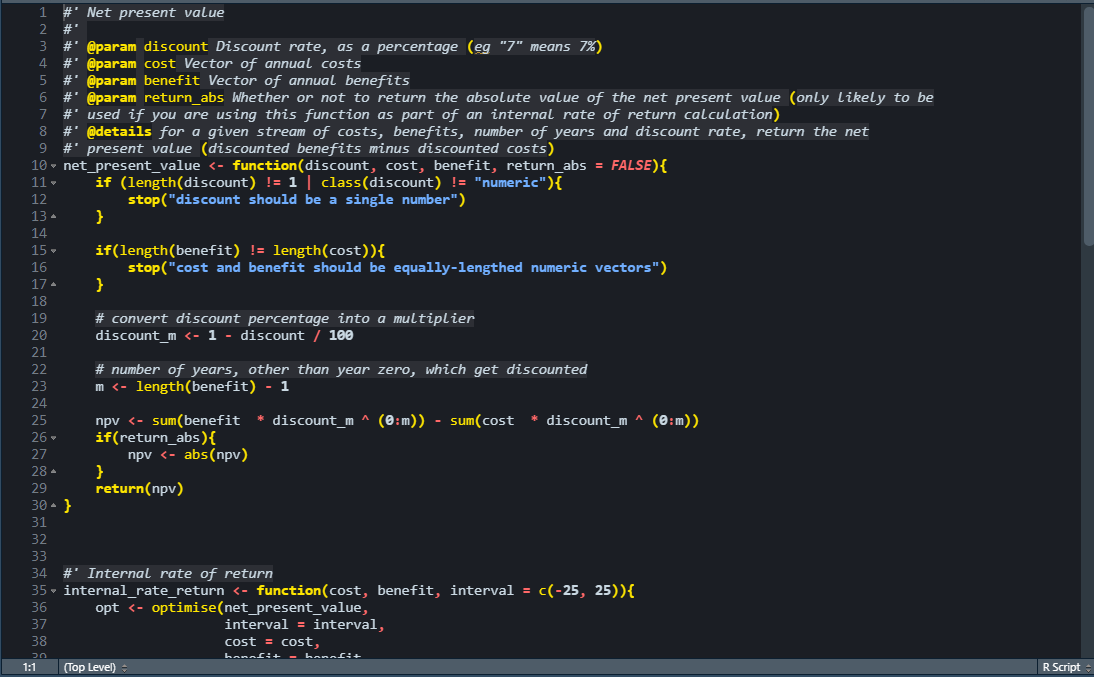 1 #' Net present value
2 #'
3 #' @param discount Discount rate, as a percentage (eg "7" means 7%)
4 #' @param cost Vector of annual costs
5 #' @param benefit Vector of annual benefits
6 #' @param return_abs Whether or not to return the absolute value of the net present value (only likely to be
7 #' used if you are using this function as part of an internal rate of return calculation)
8 #' @details for a given stream of costs, benefits, number of years and discount rate, return the net
9 #' present value (discounted benefits minus discounted costs)
10 net_present_value <- function(discount, cost, benefit, return_abs = FALSE){
11     if (length(discount) != 1 | class(discount) != "numeric"){
12         stop("discount should be a single number")
13     }
14
15     if(length(benefit) != length(cost)){
16         stop("cost and benefit should be equally-lengthed numeric vectors")
17     }
18
19     # convert discount percentage into a multiplier
20     discount_m <- 1 - discount / 100
21
22     # number of years, other than year zero, which get discounted
23     m <- length(benefit) - 1
24
25     npv <- sum(benefit  * discount_m ^ (0:m)) - sum(cost  * discount_m ^ (0:m))
26     if(return_abs){
27         npv <- abs(npv)
28     }
29     return(npv)
30 }
31
32
33
34 #' Internal rate of return
35 internal_rate_return <- function(cost, benefit, interval = c(-25, 25)){
36     opt <- optimise(net_present_value,
37                     interval = interval,
38                     cost = cost,
39                     benefit = benefit
1:1 (Top Level) R Script